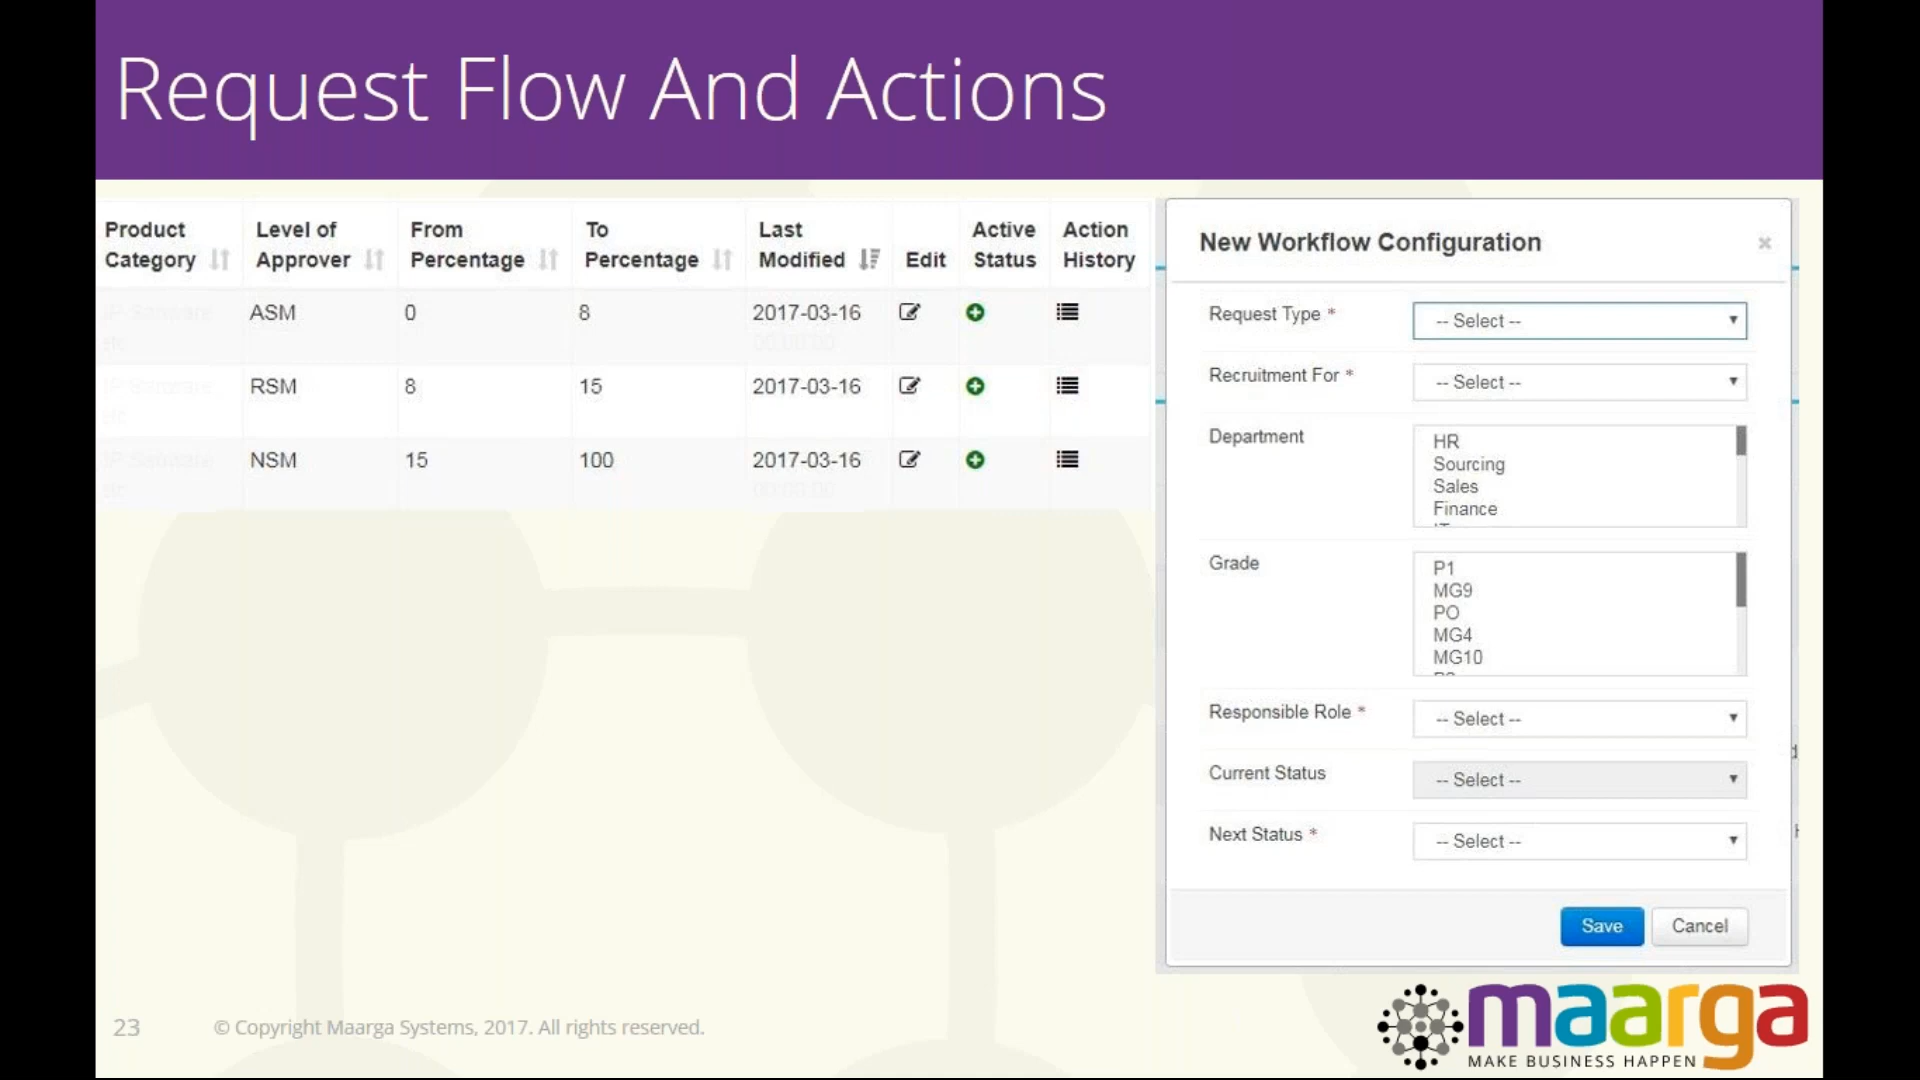 Request Flow And Actions
Product Category
Level of Approver
From Percentage
To Percentage
Last Modified
Edit
Active Status
Action History
ASM 0 8 2017-03-16
RSM 8 15 2017-03-16
NSM 15 100 2017-03-16
New Workflow Configuration ×
Request Type * -- Select --
Recruitment For * -- Select --
Department
HR
Sourcing
Sales
Finance
Grade
P1
MG9
PO
MG4
MG10
Responsible Role * -- Select --
Current Status -- Select --
Next Status * -- Select --
Save Cancel
23 © Copyright Maarga Systems, 2017. All rights reserved.
maarga
MAKE BUSINESS HAPPEN